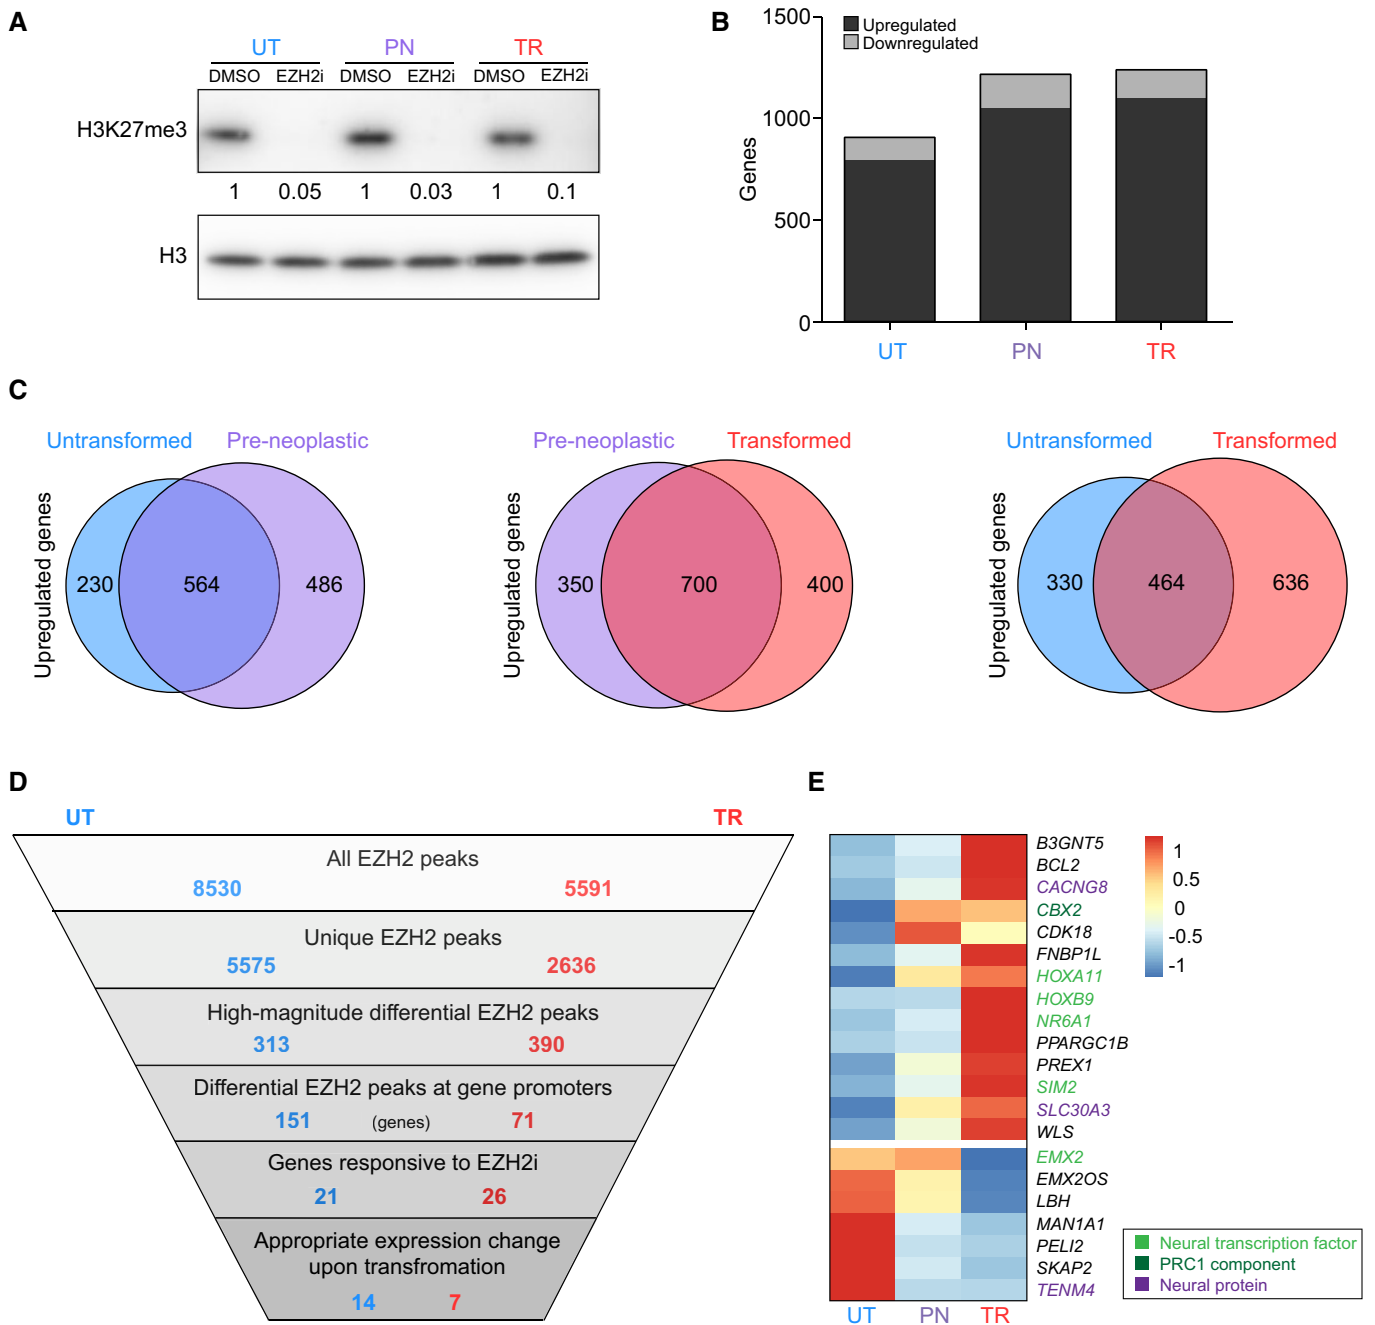 A
UT PN TR
DMSO EZH2i DMSO EZH2i DMSO EZH2i
H3K27me3
1 0.05 1 0.03 1 0.1
H3
B
1500
1000
500
0
Genes
Upregulated
Downregulated
UT PN TR
C
Untransformed Pre-neoplastic
Upregulated genes
230 564 486
Pre-neoplastic Transformed
Upregulated genes
350 700 400
Untransformed Transformed
Upregulated genes
330 464 636
D
UT TR
All EZH2 peaks
8530 5591
Unique EZH2 peaks
5575 2636
High-magnitude differential EZH2 peaks
313 390
Differential EZH2 peaks at gene promoters
151 (genes) 71
Genes responsive to EZH2i
21 26
Appropriate expression change
upon transfromation
14 7
E
B3GNT5
BCL2
CACNG8
CBX2
CDK18
FNBP1L
HOXA11
HOXB9
NR6A1
PPARGC1B
PREX1
SIM2
SLC30A3
WLS
EMX2
EMX2OS
LBH
MAN1A1
PELI2
SKAP2
TENM4
UT PN TR
1
0.5
0
-0.5
-1
Neural transcription factor
PRC1 component
Neural protein